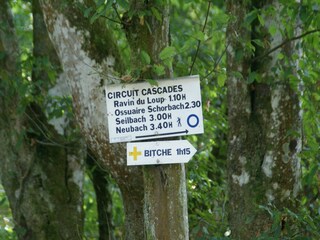 CIRCUIT CASCADES
Ravin du Loup 1.10H
Ossuaire Schorbach 2.30
Seilbach 3.00H
Neubach 3.40H
BITCHE 1h15